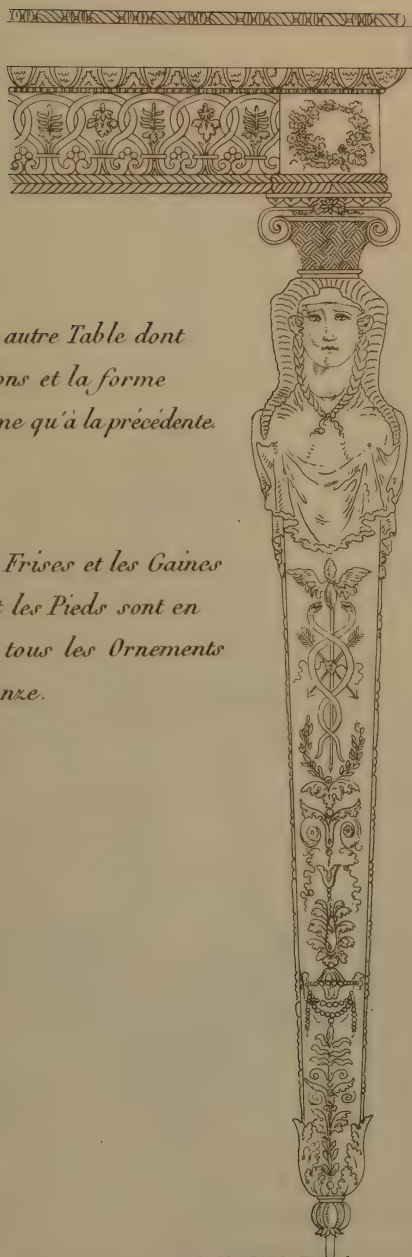 autre Table dont
ons et la forme
me qu'à la précédente.
Frises et les Gaines
t les Pieds sont en
tous les Ornements
nze.